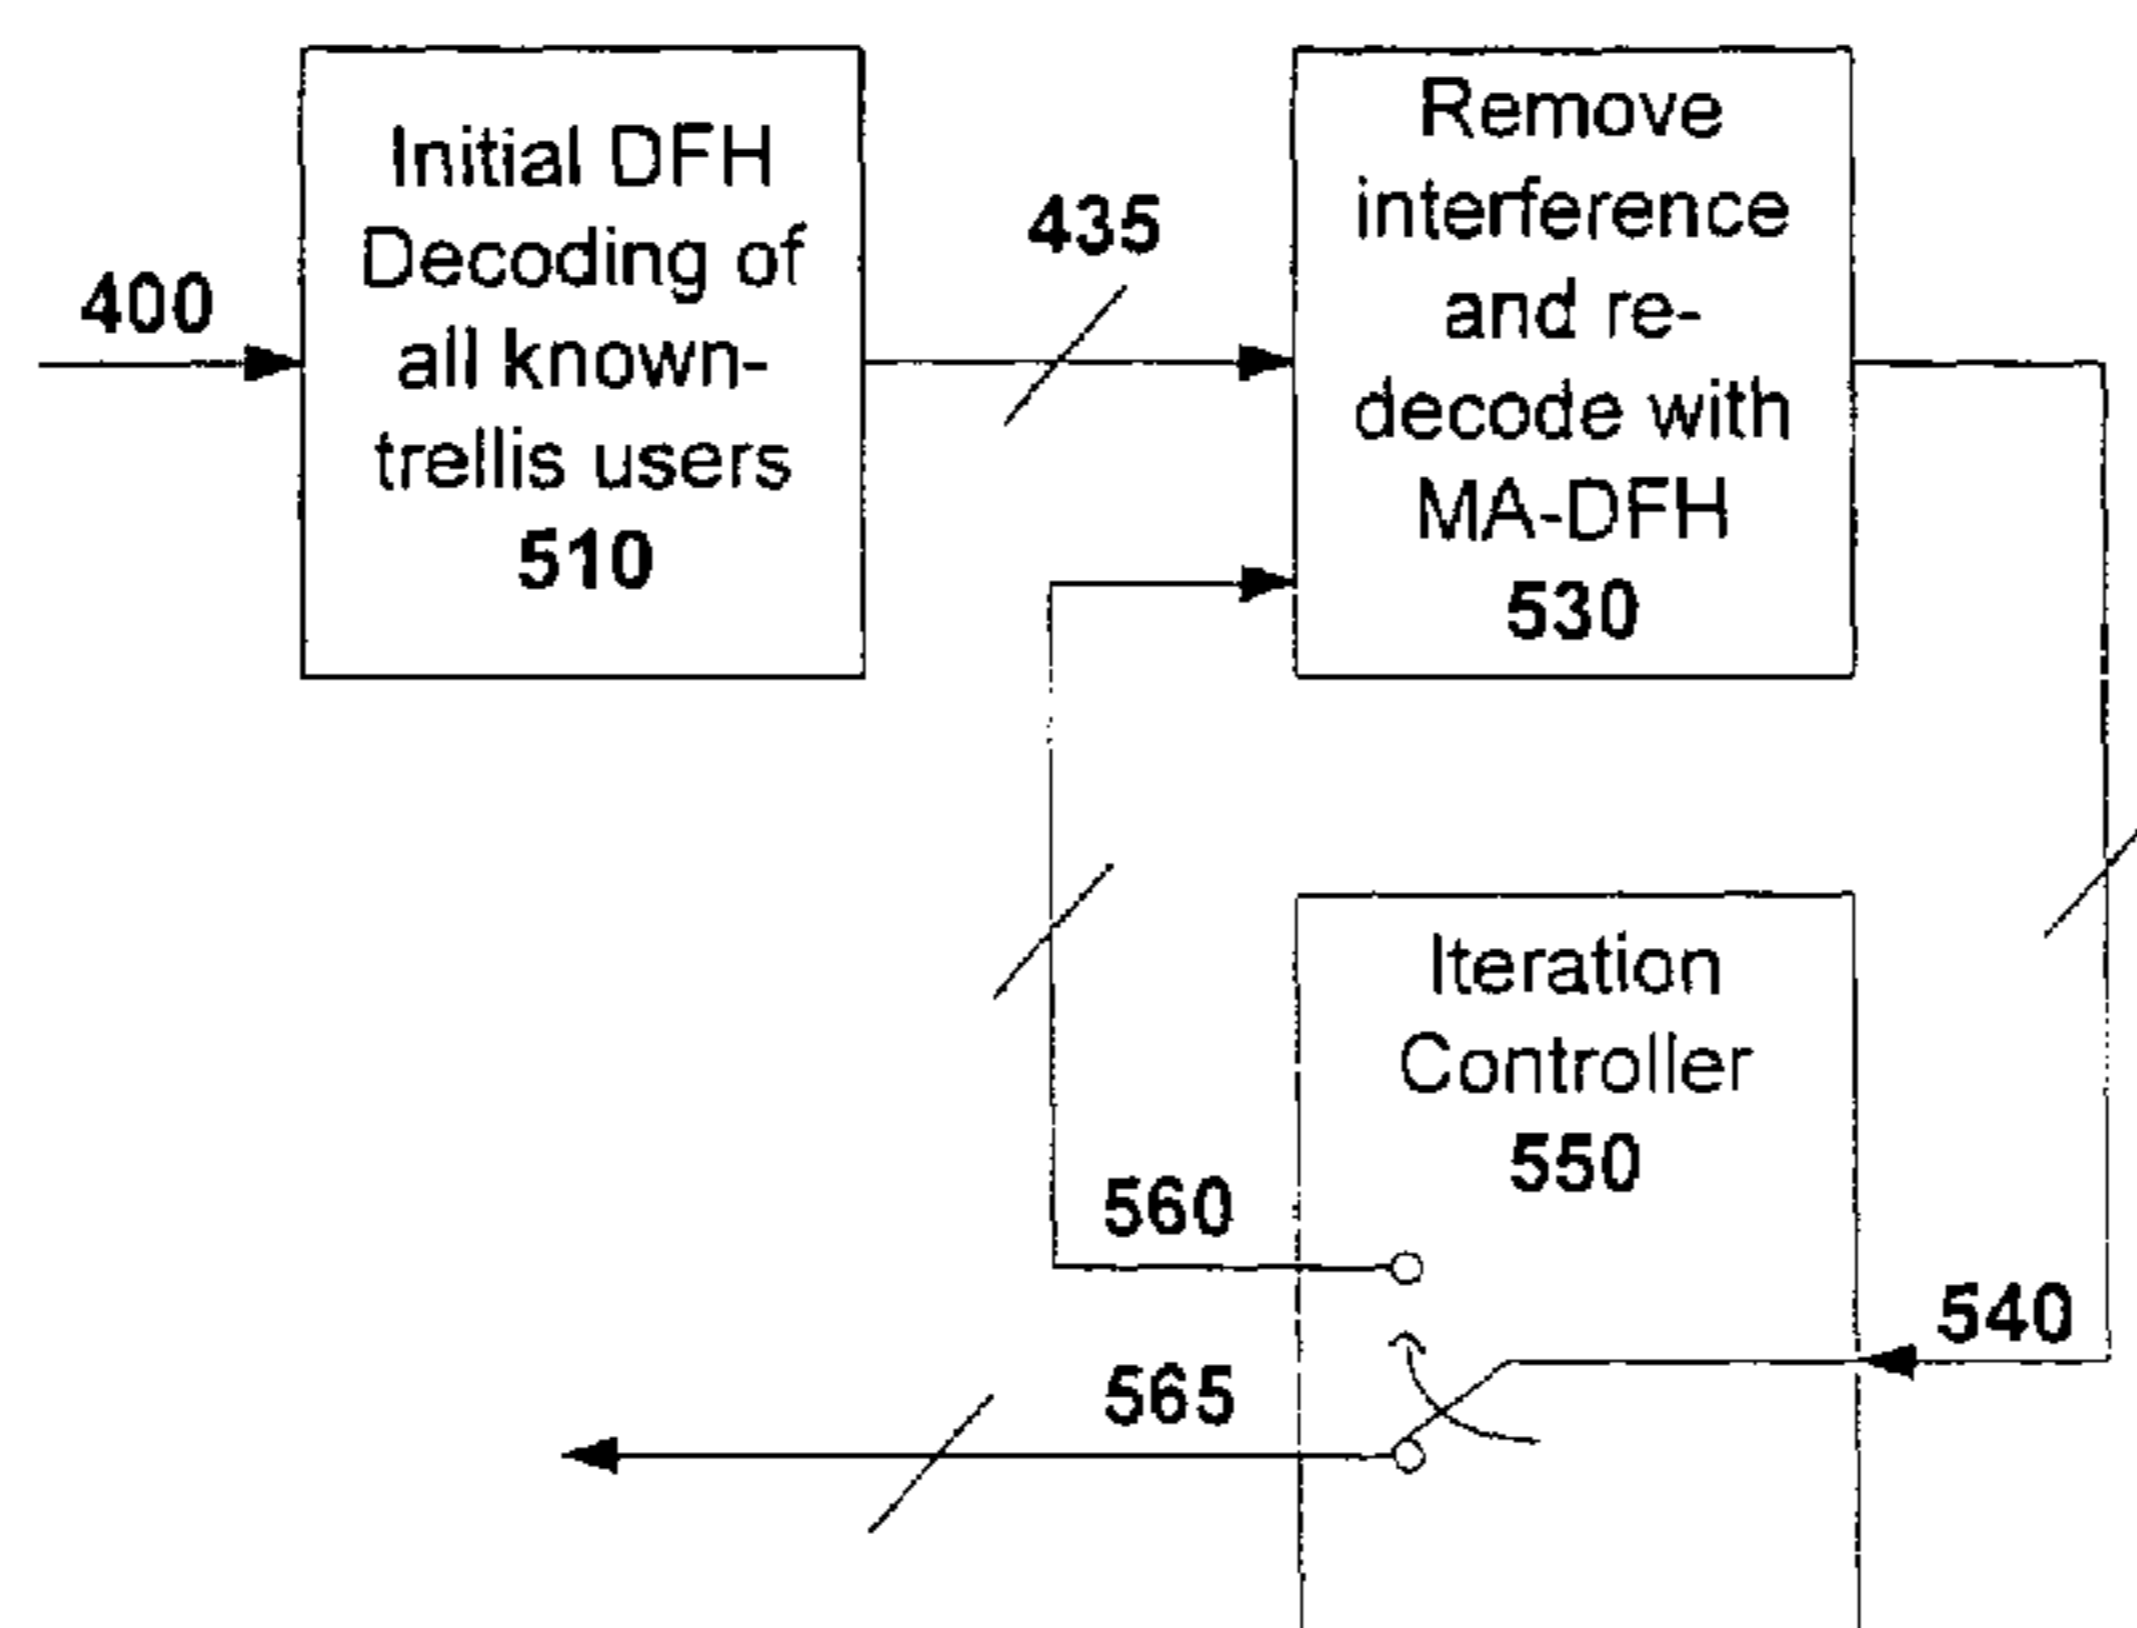 400
Initial DFH
Decoding of
all known-
trellis users
510
435
Remove
interference
and re-
decode with
MA-DFH
530
Iteration
Controller
550
560
540
565